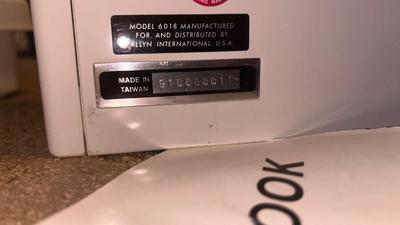 MODEL 6018 MANUFACTURED
FOR, AND DISTRIBUTED BY
ALLYN INTERNATIONAL, U.S.A.
MADE IN
TAIWAN
OOK